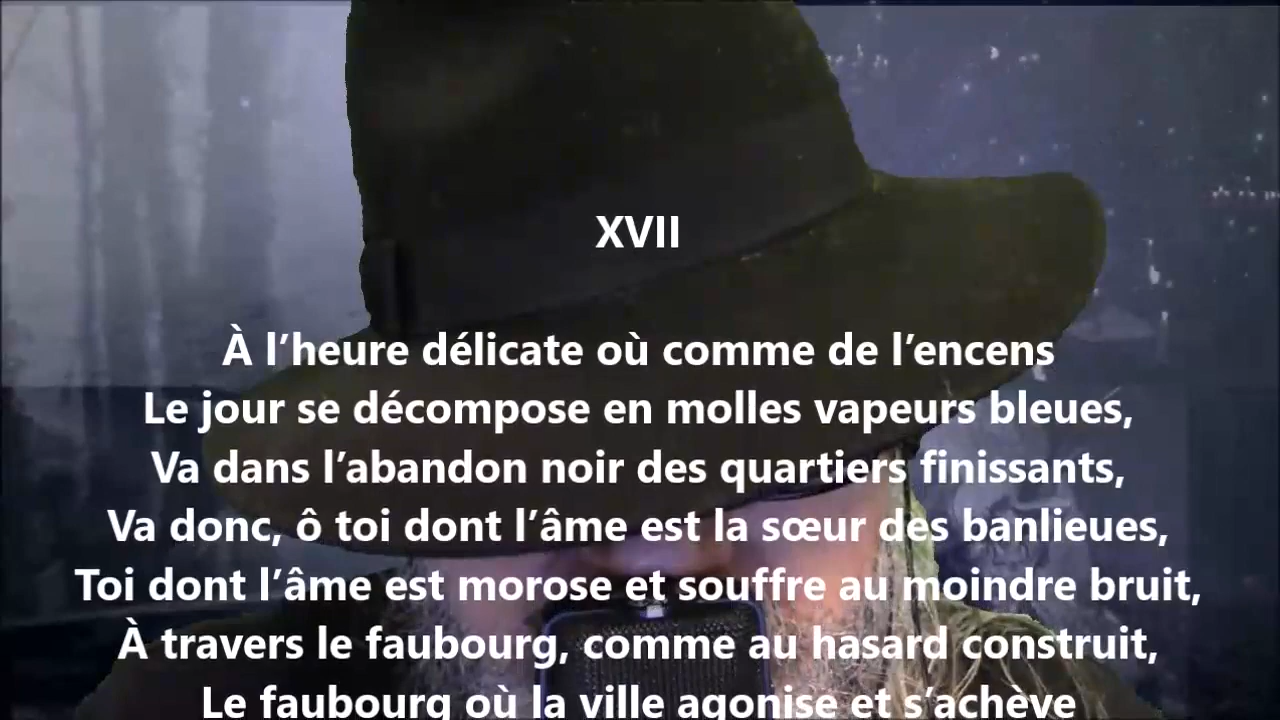 XVII
À l’heure délicate où comme de l’encens
Le jour se décompose en molles vapeurs bleues,
Va dans l’abandon noir des quartiers finissants,
Va donc, ô toi dont l’âme est la sœur des banlieues,
Toi dont l’âme est morose et souffre au moindre bruit,
À travers le faubourg, comme au hasard construit,
Le faubourg où la ville agonise et s’achève